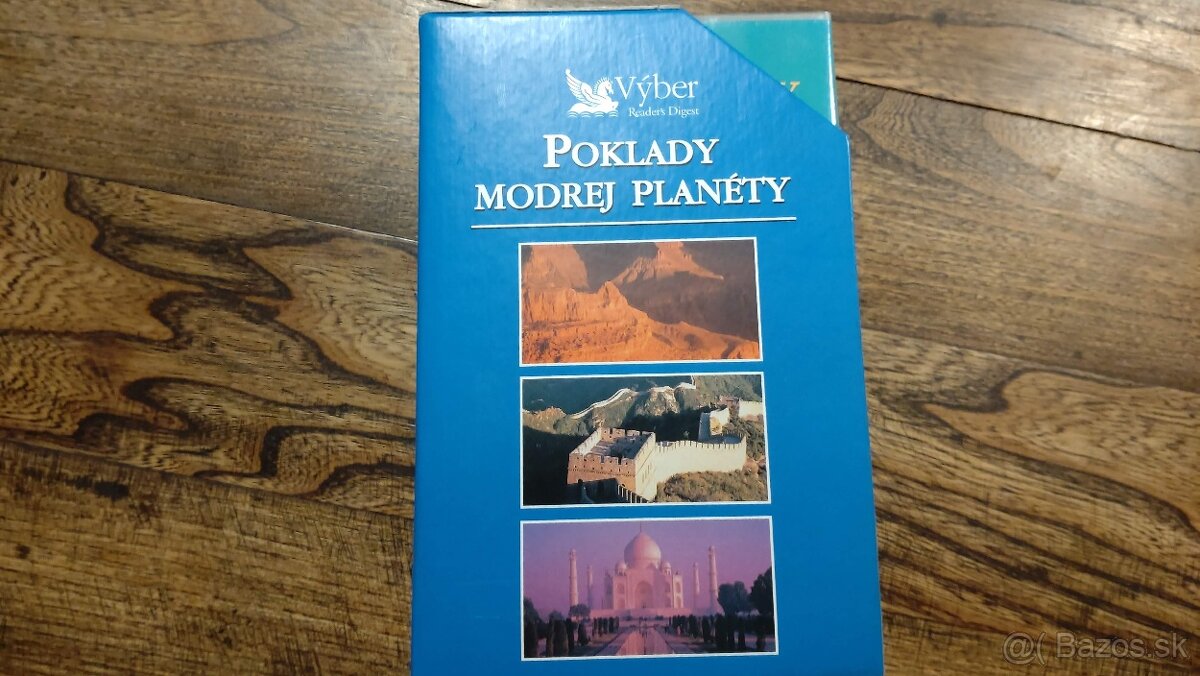 Výber
Reader's Digest
POKLADY
MODREJ PLANÉTY
Y
@( Bazos.sk